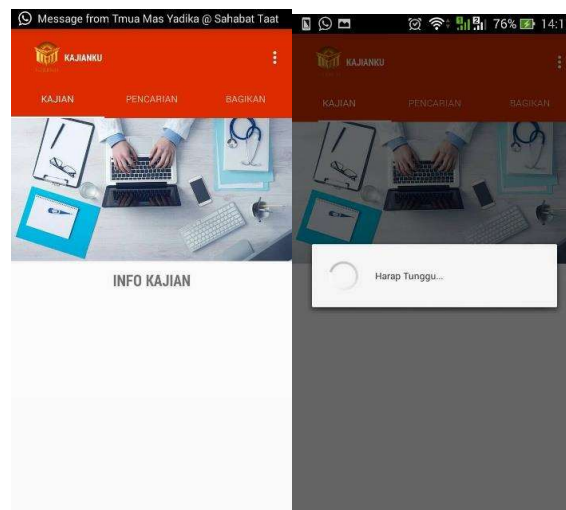 Message from Tmua Mas Yadika @ Sahabat Taat
KAJIANKU
KAJIAN PENCARIAN BAGIKAN
INFO KAJIAN
76% 14:1
KAJIANKU
KAJIAN PENCARIAN BAGIKAN
Harap Tunggu...